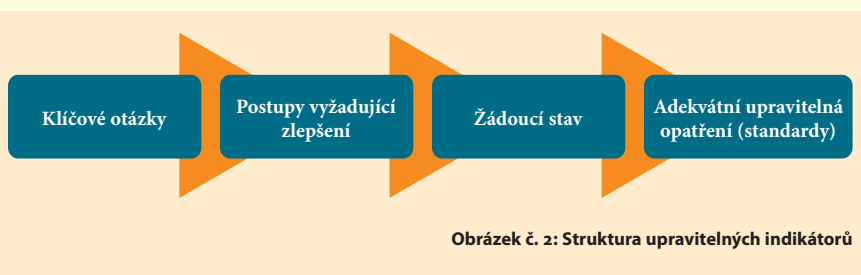 Klíčové otázky
Postupy vyžadující
zlepšení
Žádoucí stav
Adekvátní upravitelná
opatření (standardy)
Obrázek č. 2: Struktura upravitelných indikátorů